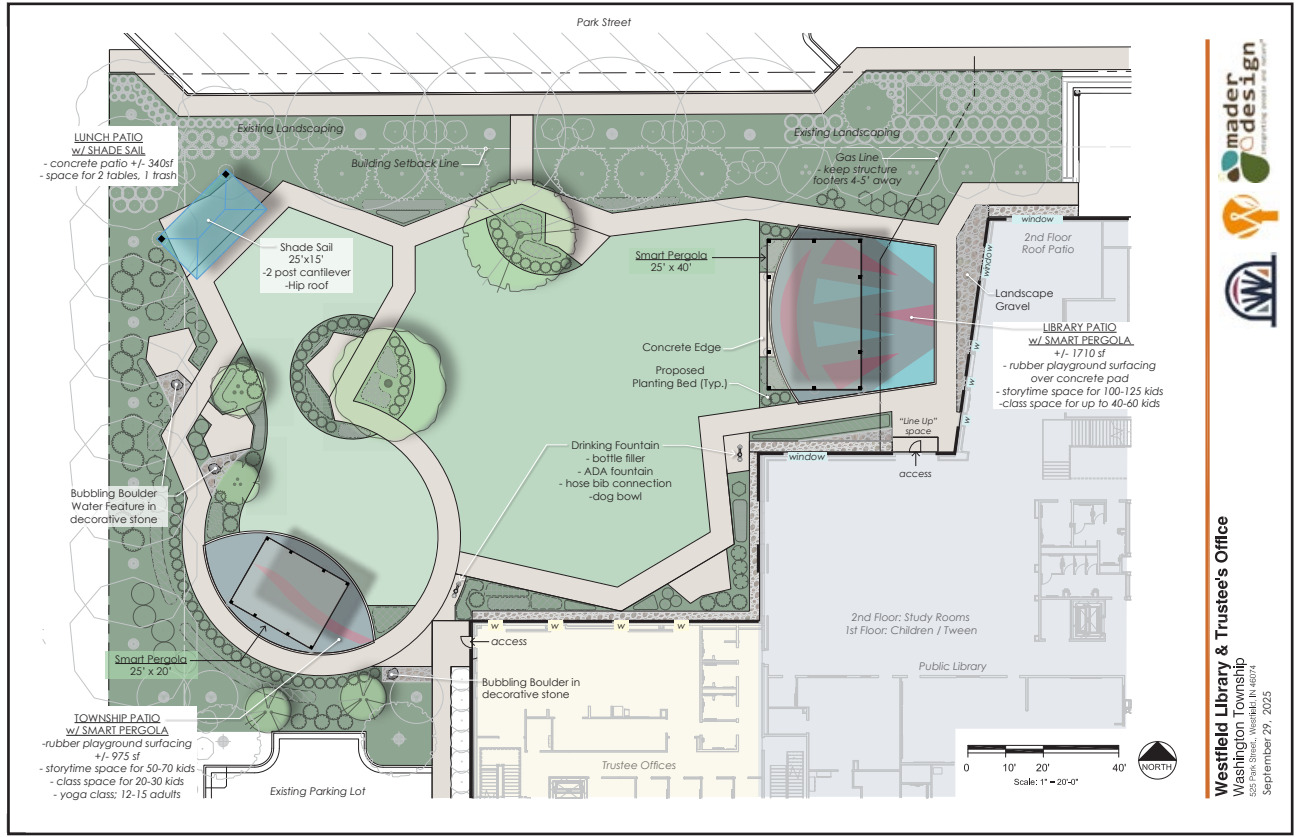 Park Street
LUNCH PATIO
w/ SHADE SAIL
- concrete patio +/- 340sf
- space for 2 tables, 1 trash
Existing Landscaping
Building Setback Line
Existing Landscaping
Gas Line
- keep structure
footers 4-5' away
Shade Sail
25'x15'
-2 post cantilever
-Hip roof
Smart Pergola
25' x 40'
window
2nd Floor
Roof Patio
window
Landscape
Gravel
LIBRARY PATIO
w/ SMART PERGOLA
+/- 1710 sf
- rubber playground surfacing
over concrete pad
- storytime space for 100-125 kids
-class space for up to 40-60 kids
w
w
w
Concrete Edge
Proposed
Planting Bed (Typ.)
"Line Up"
space
access
window
Drinking Fountain
- bottle filler
- ADA fountain
- hose bib connection
-dog bowl
Bubbling Boulder
Water Feature in
decorative stone
2nd Floor: Study Rooms
1st Floor: Children / Tween
Public Library
w
w
w
w
access
Smart Pergola
25' x 20'
Bubbling Boulder in
decorative stone
TOWNSHIP PATIO
w/ SMART PERGOLA
-rubber playground surfacing
+/- 975 sf
- storytime space for 50-70 kids
- class space for 20-30 kids
- yoga class; 12-15 adults
Existing Parking Lot
Trustee Offices
0 10' 20' 40'
Scale: 1" = 20'-0"
NORTH
mader
design
integrating people and nature
W
Westfield Library & Trustee's Office
Washington Township
525 Park Street., Westfield, IN 46074
September 29, 2025